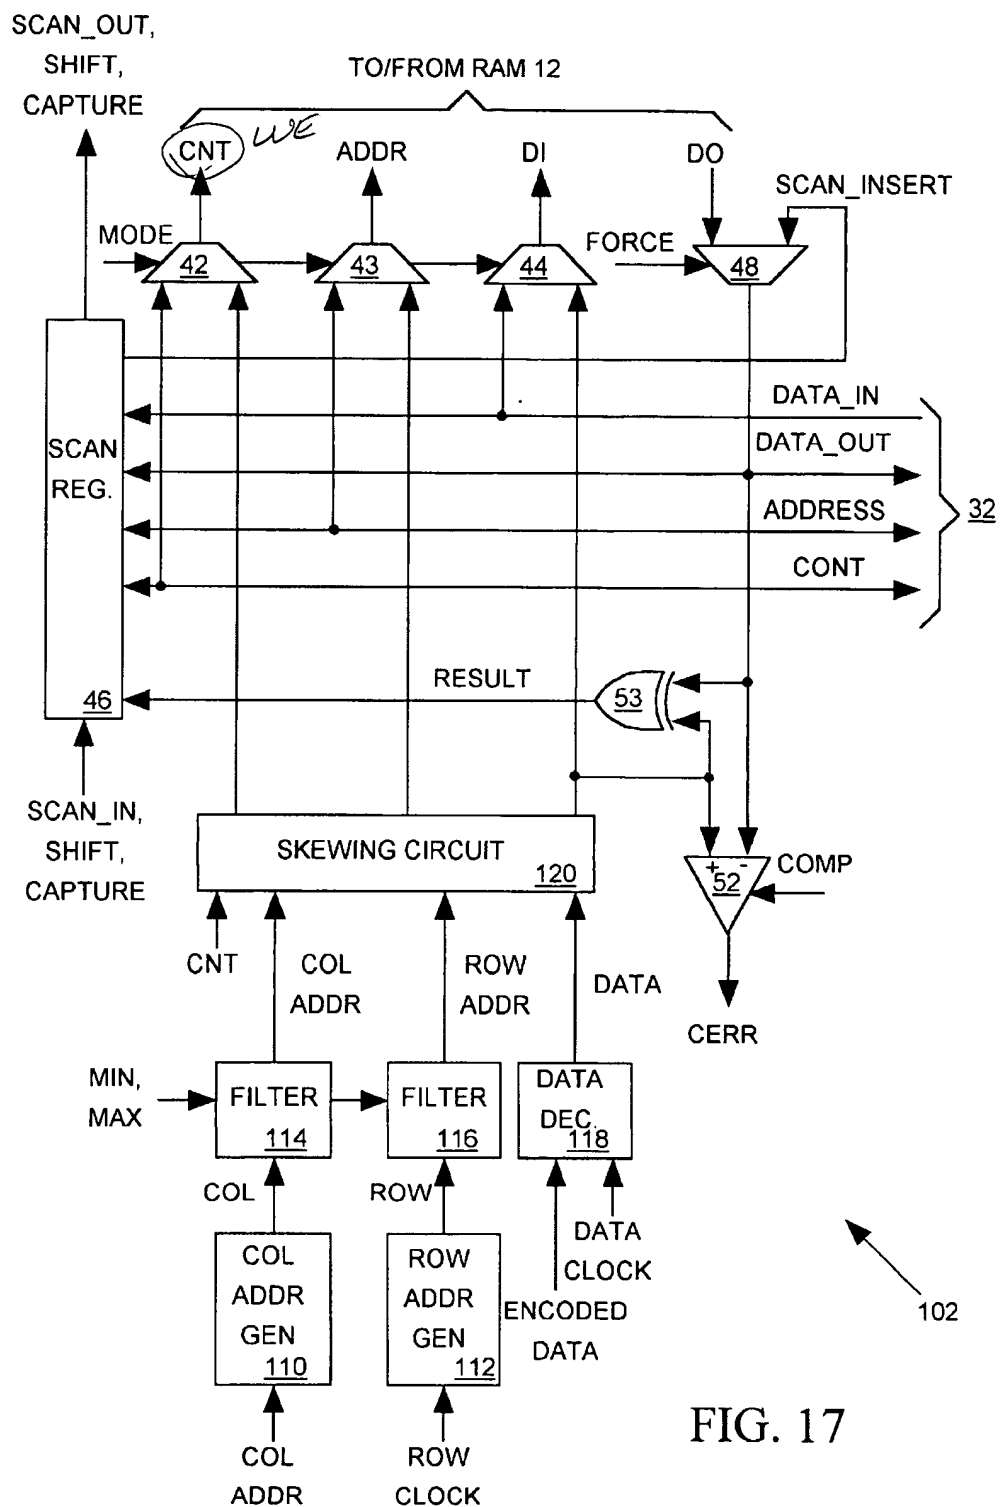 SCAN_OUT,
SHIFT,
CAPTURE
TO/FROM RAM 12
CNT
WE
ADDR
DI
DO
SCAN_INSERT
MODE
42
43
44
FORCE
48
DATA_IN
SCAN
REG.
DATA_OUT
ADDRESS
32
CONT
RESULT
46
53
SCAN_IN,
SHIFT,
CAPTURE
SKEWING CIRCUIT
120
+ -
52
COMP
CNT
COL
ADDR
ROW
ADDR
DATA
CERR
MIN,
MAX
FILTER
114
FILTER
116
DATA
DEC.
118
COL
ROW
DATA
CLOCK
ENCODED
DATA
COL
ADDR
GEN
110
ROW
ADDR
GEN
112
102
COL
ADDR
ROW
CLOCK
FIG. 17